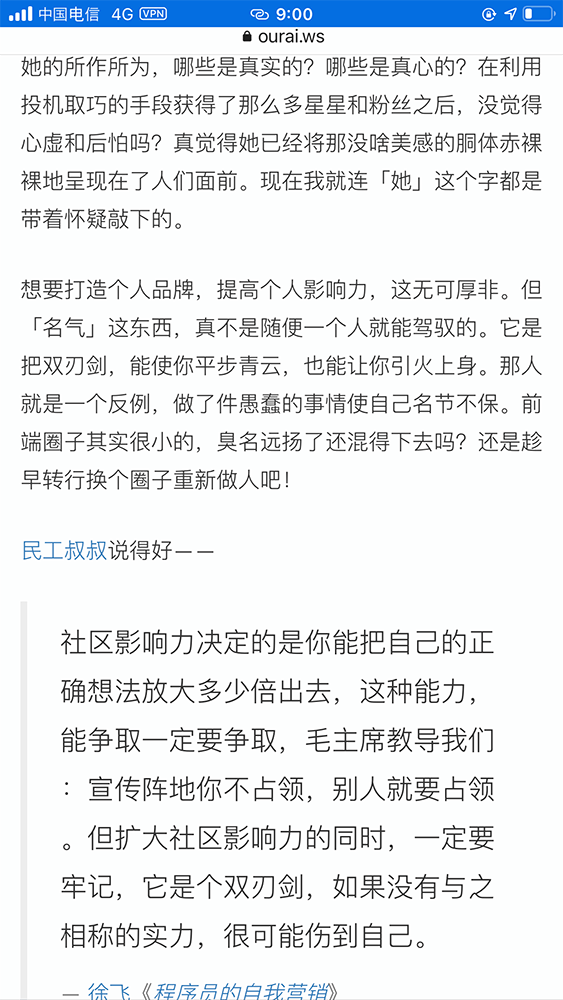 中国电信 4G VPN 9:00
ourai.ws
她的所作所为，哪些是真实的？哪些是真心的？在利用
投机取巧的手段获得了那么多星星和粉丝之后，没觉得
心虚和后怕吗？真觉得她已经将那没啥美感的胴体赤裸
裸地呈现在了人们面前。现在我就连「她」这个字都是
带着怀疑敲下的。
想要打造个人品牌，提高个人影响力，这无可厚非。但
「名气」这东西，真不是随便一个人就能驾驭的。它是
把双刃剑，能使你平步青云，也能让你引火上身。那人
就是一个反例，做了件愚蠢的事情使自己名节不保。前
端圈子其实很小的，臭名远扬了还混得下去吗？还是趁
早转行换个圈子重新做人吧！
民工叔叔说得好——
社区影响力决定的是你能把自己的正
确想法放大多少倍出去，这种能力，
能争取一定要争取，毛主席教导我们
：宣传阵地你不占领，别人就要占领
。但扩大社区影响力的同时，一定要
牢记，它是个双刃剑，如果没有与之
相称的实力，很可能伤到自己。
— 徐飞《程序员的自我营销》